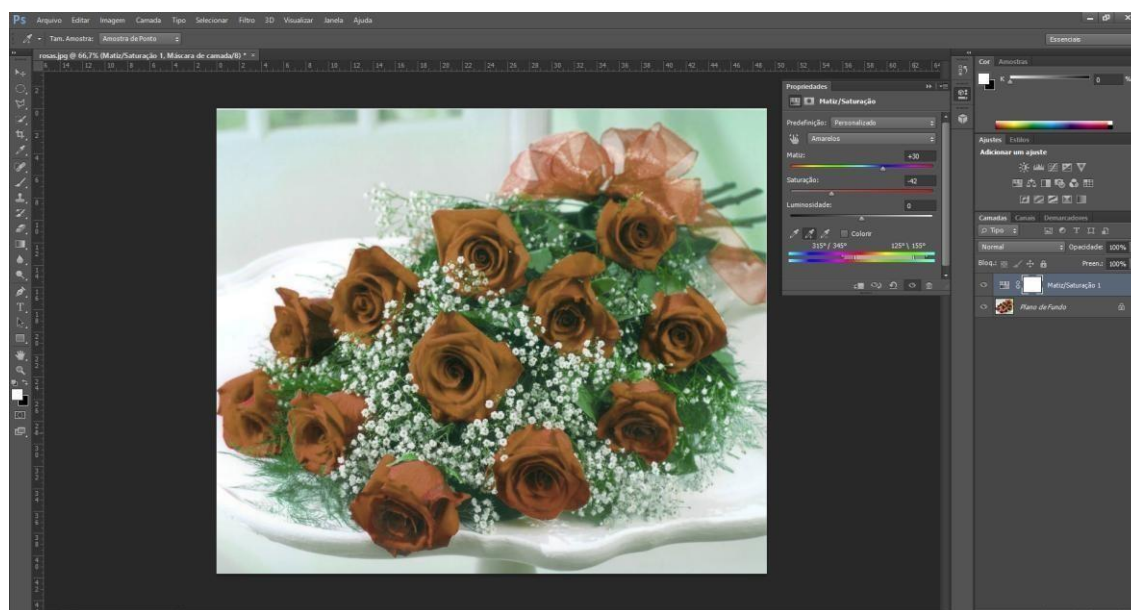 Ps Arquivo Editar Imagem Camada Tipo Selecionar Filtro 3D Visualizar Janela Ajuda
Tam. Amostra: Amostra de Ponto
Essenciais
rosas.jpg @ 66,7% (Matiz/Saturação 1, Máscara de camada/8) * ×
Propriedades
Matiz/Saturação
Predefinição: Personalizado
Amarelos
Matiz: +30
Saturação: -42
Luminosidade: 0
Colorir
315° / 345° 125° \ 155°
Cor Amostras
K 0 %
Ajustes Estilos
Adicionar um ajuste
Camadas Canais Demarcadores
Tipo
Normal Opacidade: 100%
Bloq.: Preen.: 100%
Matiz/Saturação 1
Plano de Fundo